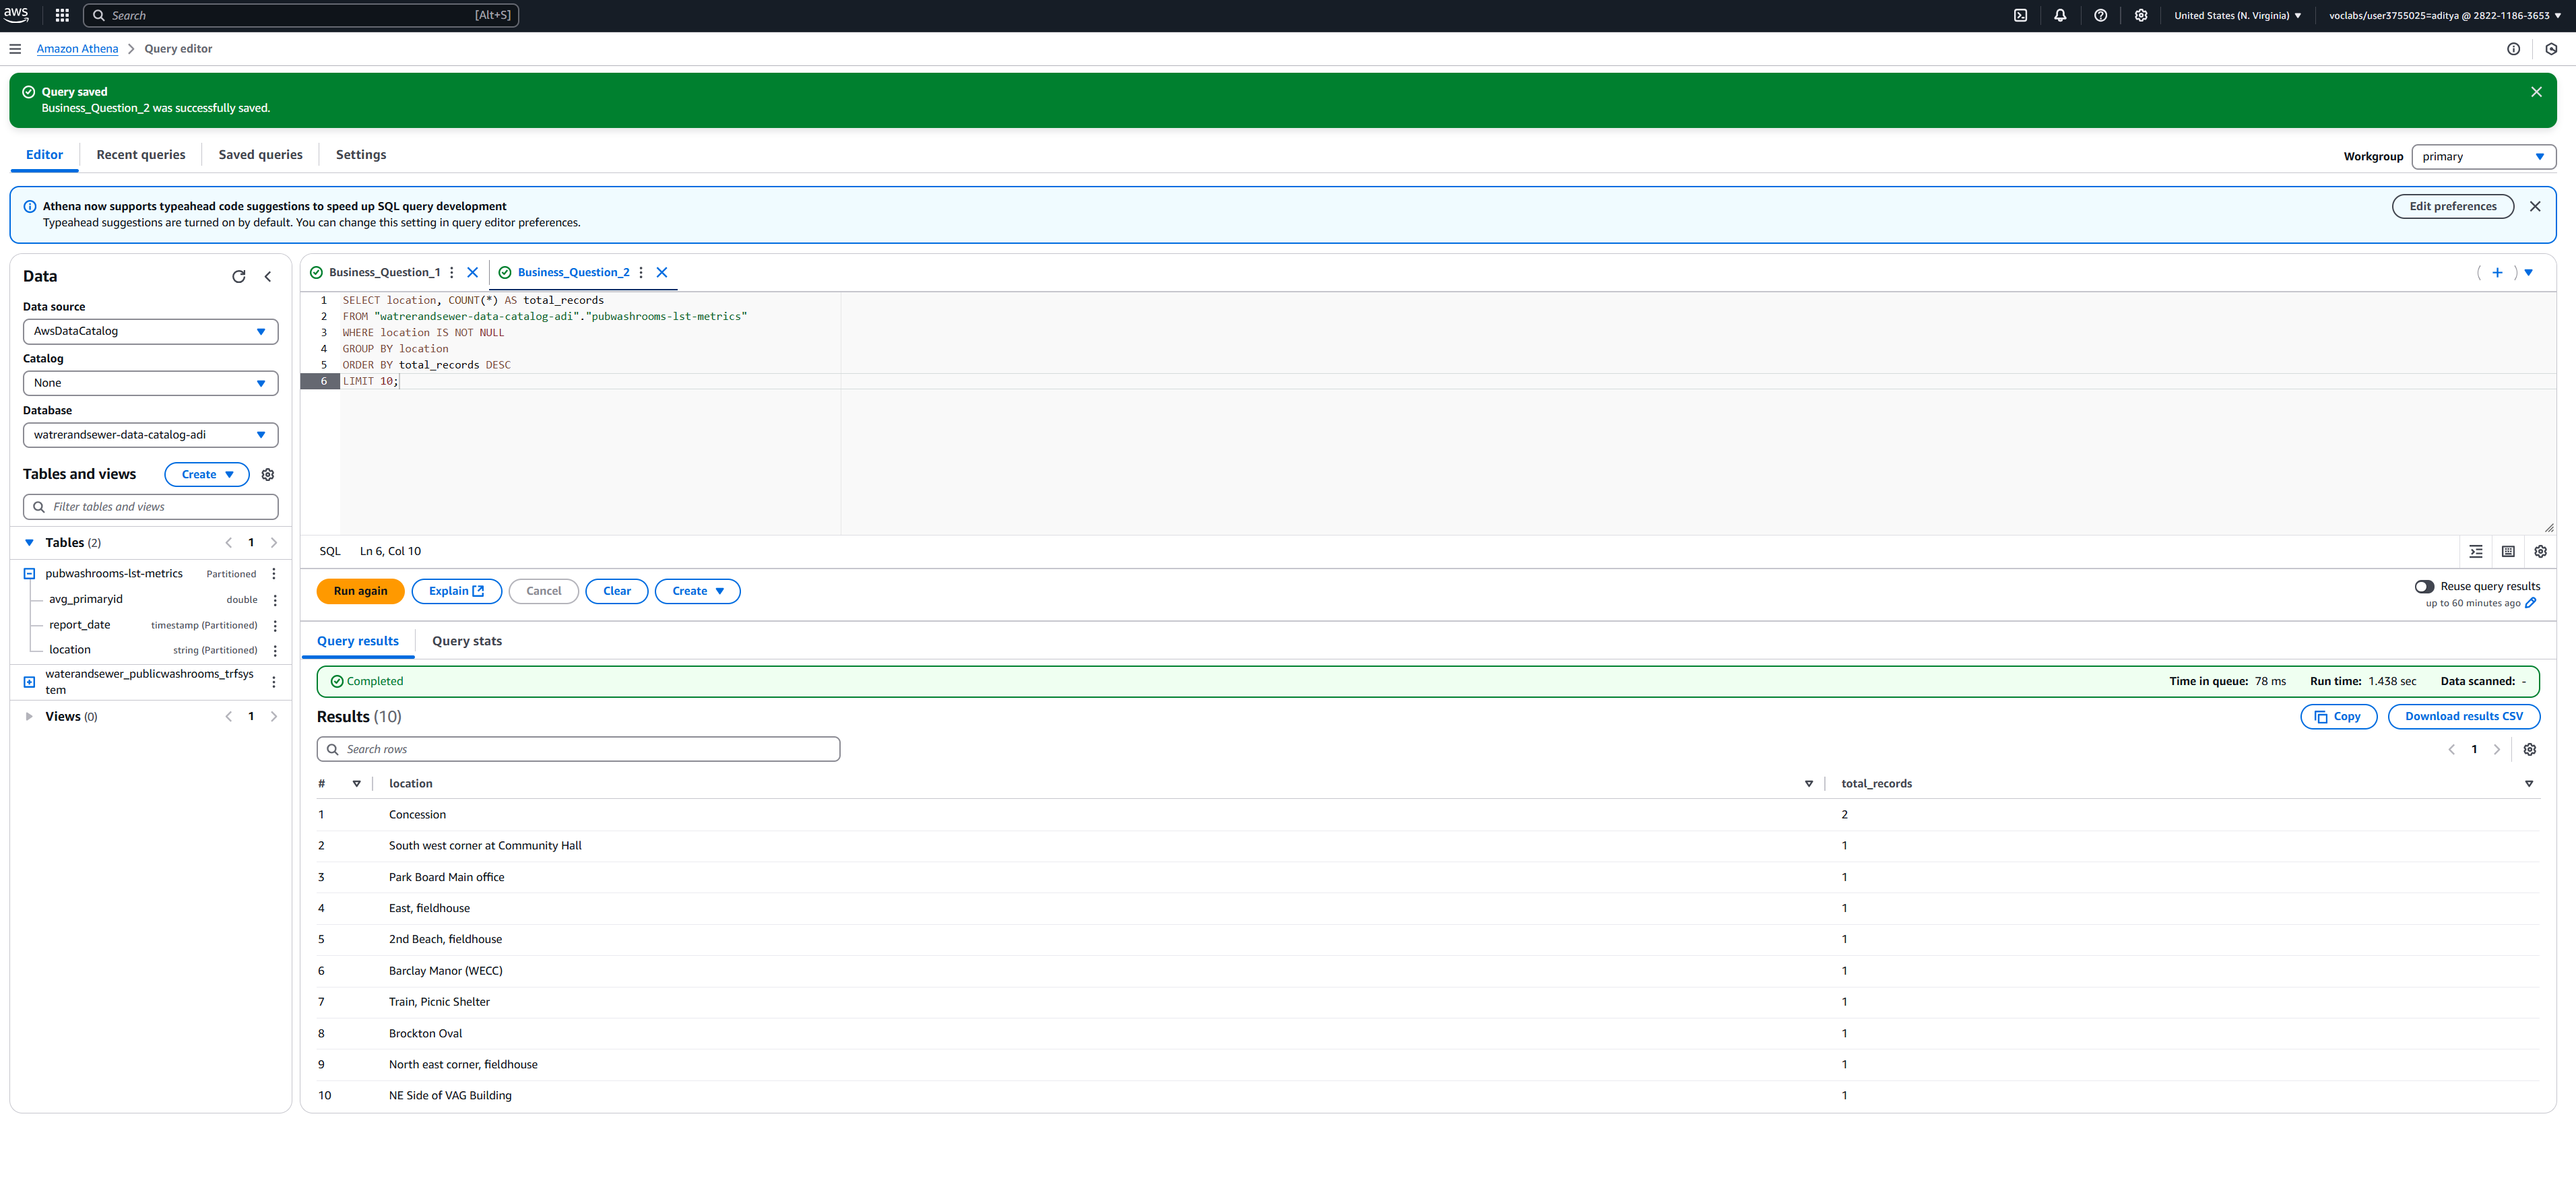 aws
Search
[Alt+S]
United States (N. Virginia)
voclabs/user3755025=aditya @ 2822-1186-3653
Amazon Athena
Query editor
Query saved
Business_Question_2 was successfully saved.
Editor
Recent queries
Saved queries
Settings
Workgroup
primary
Athena now supports typeahead code suggestions to speed up SQL query development
Typeahead suggestions are turned on by default. You can change this setting in query editor preferences.
Edit preferences
Data
Data source
AwsDataCatalog
Catalog
None
Database
watrerandsewer-data-catalog-adi
Tables and views
Create
Filter tables and views
Tables (2)
1
pubwashrooms-lst-metrics
Partitioned
avg_primaryid
double
report_date
timestamp (Partitioned)
location
string (Partitioned)
waterandsewer_publicwashrooms_trfsys
tem
Views (0)
1
Business_Question_1
Business_Question_2
1 SELECT location, COUNT(*) AS total_records
2 FROM "watrerandsewer-data-catalog-adi"."pubwashrooms-lst-metrics"
3 WHERE location IS NOT NULL
4 GROUP BY location
5 ORDER BY total_records DESC
6 LIMIT 10;
SQL
Ln 6, Col 10
Run again
Explain
Cancel
Clear
Create
Reuse query results
up to 60 minutes ago
Query results
Query stats
Completed
Time in queue: 78 ms
Run time: 1.438 sec
Data scanned: -
Results (10)
Copy
Download results CSV
Search rows
1
# location total_records
1 Concession 2
2 South west corner at Community Hall 1
3 Park Board Main office 1
4 East, fieldhouse 1
5 2nd Beach, fieldhouse 1
6 Barclay Manor (WECC) 1
7 Train, Picnic Shelter 1
8 Brockton Oval 1
9 North east corner, fieldhouse 1
10 NE Side of VAG Building 1